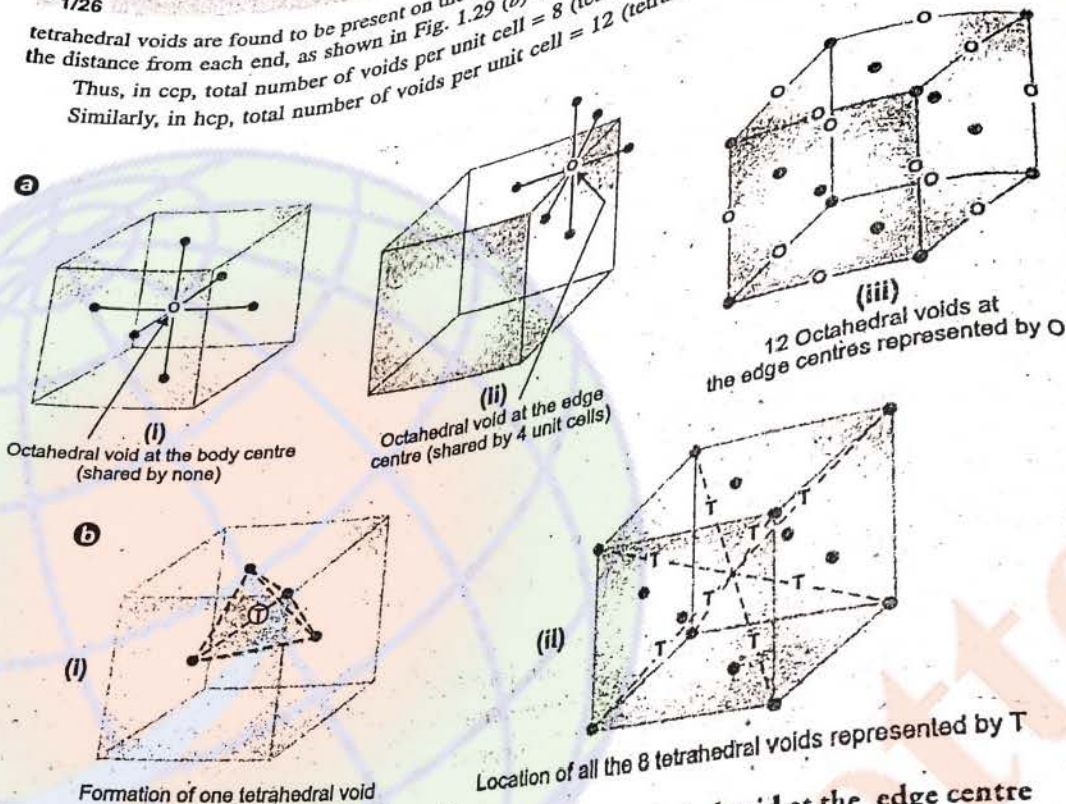 1/26
tetrahedral voids are found to be present on
the distance from each end, as shown in Fig. 1.29 (b)
Thus, in ccp, total number of voids per unit cell = 8
Similarly, in hcp, total number of voids per unit cell = 12
a
(i)
Octahedral void at the body centre
(shared by none)
O
(ii)
Octahedral void at the edge
centre (shared by 4 unit cells)
O
O
O
O
O
O
O
O
O
O
O
O
O
(iii)
12 Octahedral voids at
the edge centres represented by O
b
(i)
T
Formation of one tetrahedral void
(ii)
T
T
T
T
T
T
T
T
Location of all the 8 tetrahedral voids represented by T
at the edge centre